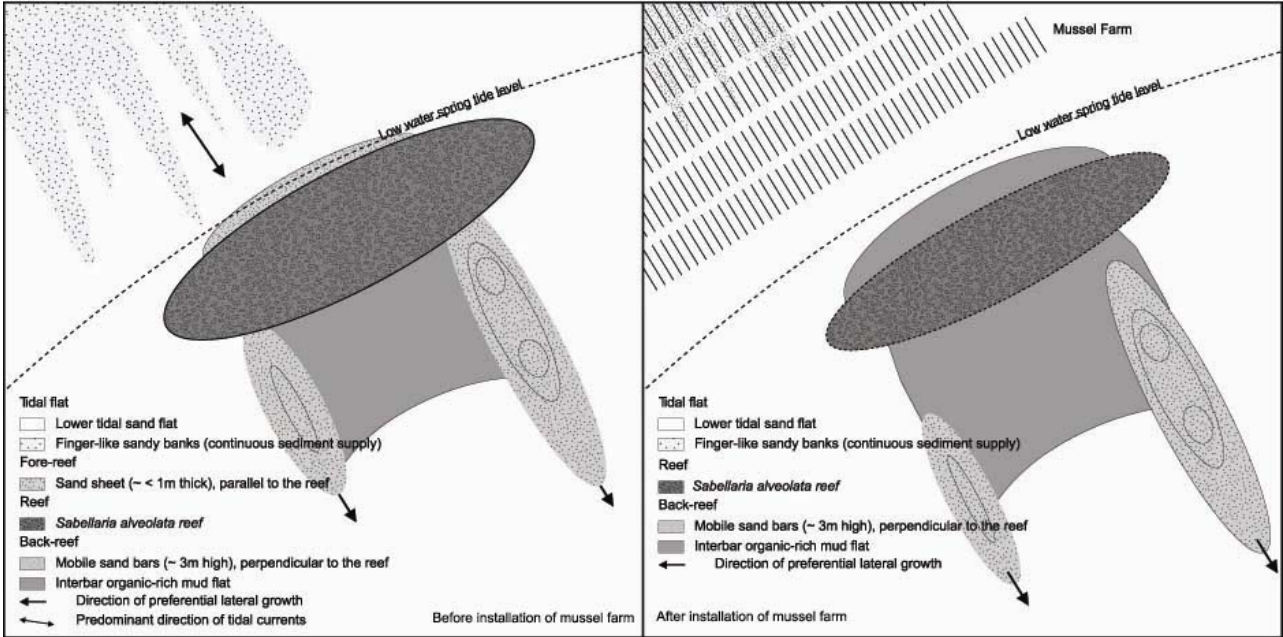 Low water spring tide level
Tidal flat
Lower tidal sand flat
Finger-like sandy banks (continuous sediment supply)
Fore-reef
Sand sheet (~ < 1m thick), parallel to the reef
Reef
Sabellaria alveolata reef
Back-reef
Mobile sand bars (~ 3m high), perpendicular to the reef
Interbar organic-rich mud flat
Direction of preferential lateral growth
Predominant direction of tidal currents
Before installation of mussel farm
Mussel Farm
Low water spring tide level
Tidal flat
Lower tidal sand flat
Finger-like sandy banks (continuous sediment supply)
Reef
Sabellaria alveolata reef
Back-reef
Mobile sand bars (~ 3m high), perpendicular to the reef
Interbar organic-rich mud flat
Direction of preferential lateral growth
After installation of mussel farm